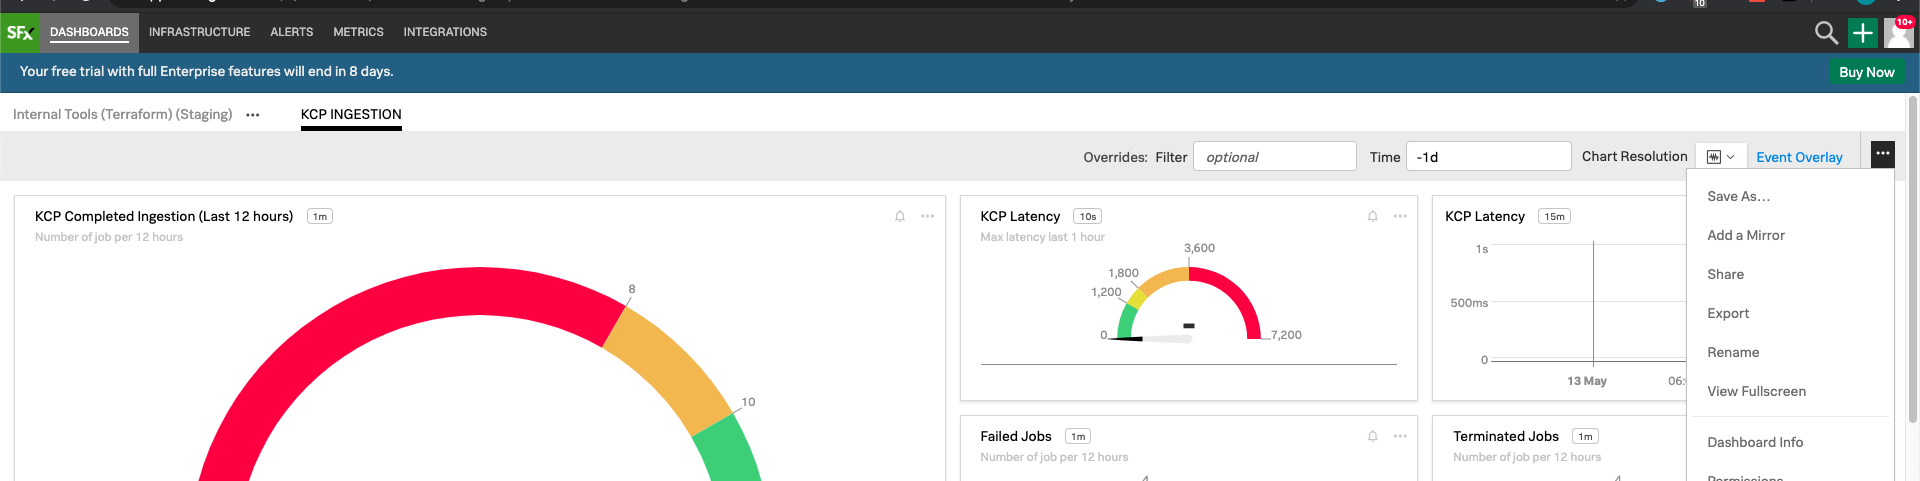 10
SFx DASHBOARDS INFRASTRUCTURE ALERTS METRICS INTEGRATIONS 10+
Your free trial with full Enterprise features will end in 8 days. Buy Now
Internal Tools (Terraform) (Staging) ••• KCP INGESTION
Overrides: Filter optional Time -1d Chart Resolution Event Overlay
Save As...
Add a Mirror
Share
Export
Rename
View Fullscreen
Dashboard Info
Permissions
KCP Completed Ingestion (Last 12 hours) 1m
Number of job per 12 hours
8
10
KCP Latency 10s
Max latency last 1 hour
3,600
1,800
1,200
0
7,200
KCP Latency 15m
1s
500ms
0
13 May
Failed Jobs 1m
Number of job per 12 hours
4
Terminated Jobs 1m
Number of job per 12 hours
4